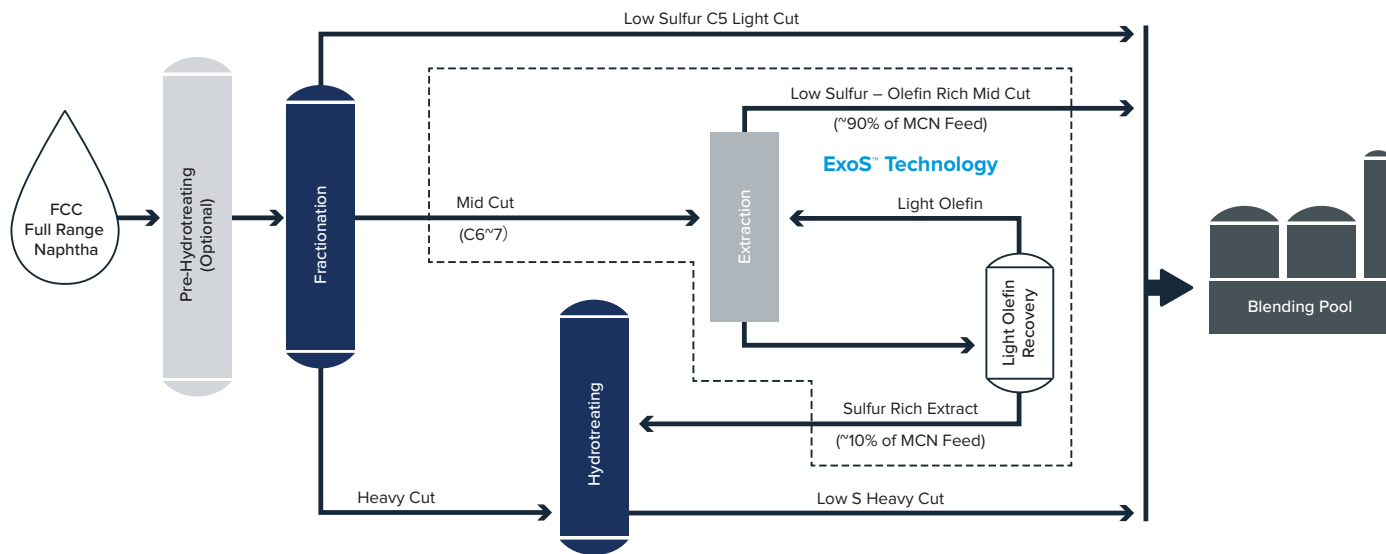 Low Sulfur C5 Light Cut
Low Sulfur – Olefin Rich Mid Cut
(~90% of MCN Feed)
ExoS™ Technology
FCC
Full Range
Naphtha
Pre-Hydrotreating
(Optional)
Fractionation
Mid Cut
(C6~7)
Extraction
Light Olefin
Light Olefin
Recovery
Blending Pool
Sulfur Rich Extract
(~10% of MCN Feed)
Hydrotreating
Heavy Cut
Low S Heavy Cut